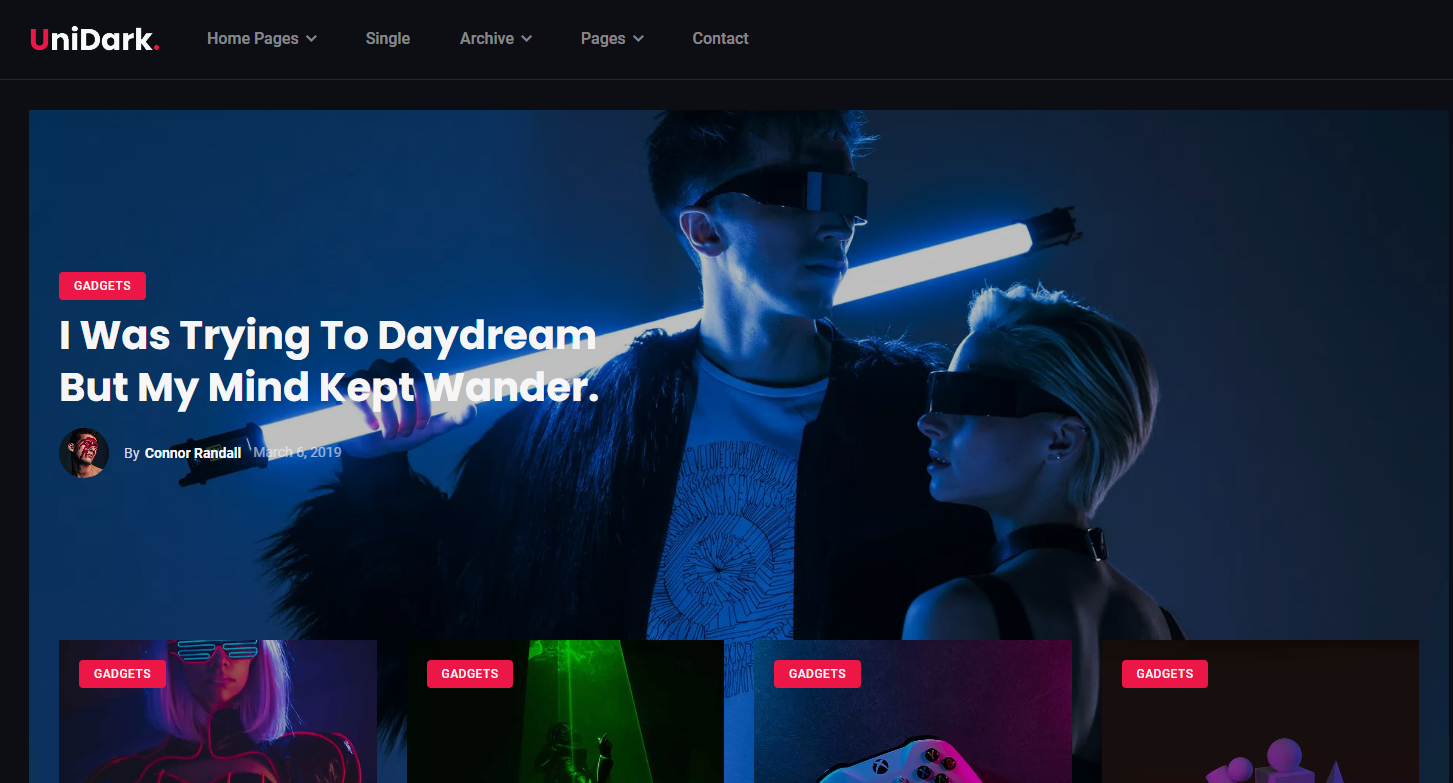 UniDark.
Home Pages
Single
Archive
Pages
Contact
GADGETS
I Was Trying To Daydream
But My Mind Kept Wander.
By Connor Randall \ March 6, 2019
GADGETS
GADGETS
GADGETS
GADGETS